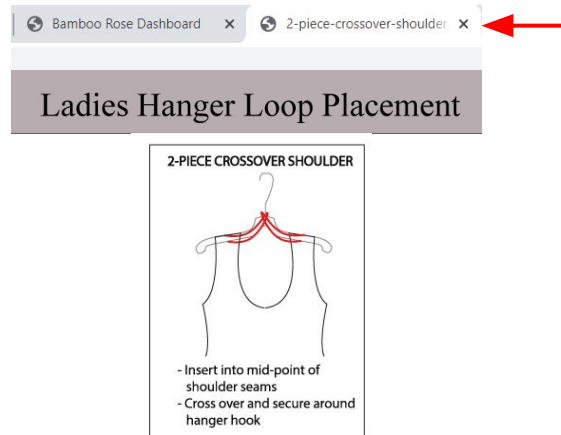 Bamboo Rose Dashboard
2-piece-crossover-shoulder
Ladies Hanger Loop Placement
2-PIECE CROSSOVER SHOULDER
- Insert into mid-point of
shoulder seams
- Cross over and secure around
hanger hook